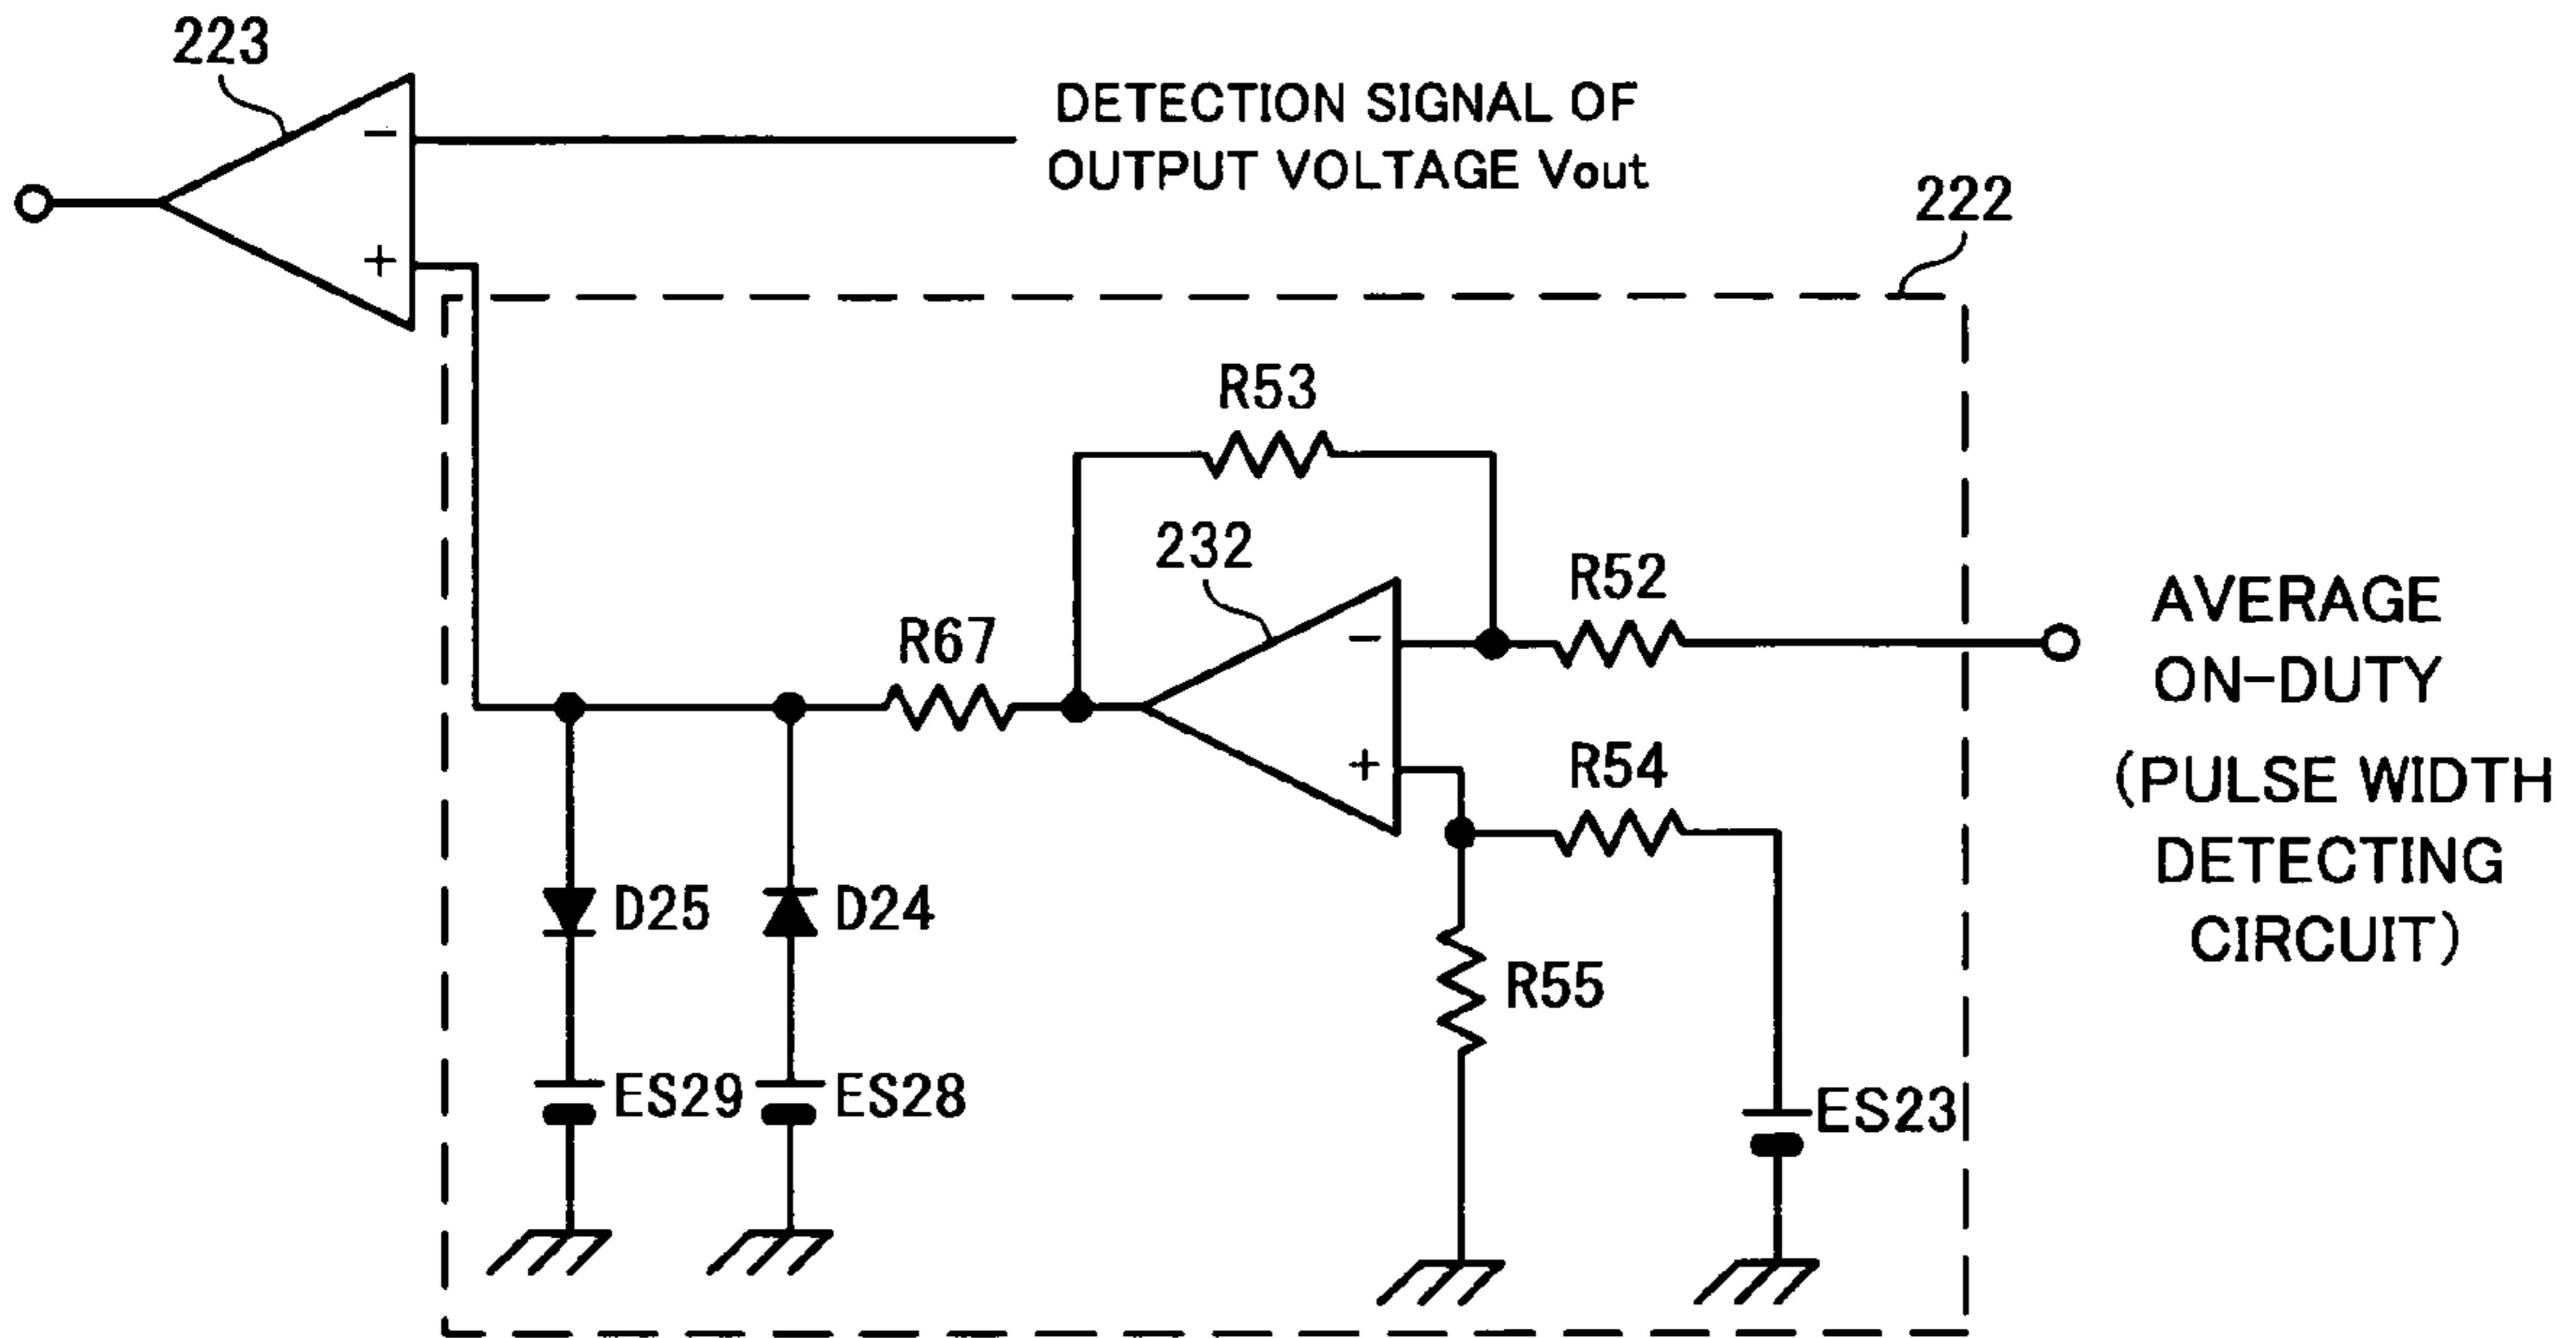 223
DETECTION SIGNAL OF
OUTPUT VOLTAGE Vout
222
−
+
R53
232
R52
R67
−
AVERAGE
ON-DUTY
(PULSE WIDTH
DETECTING
CIRCUIT)
+
R54
D25
D24
R55
ES29
ES28
ES23